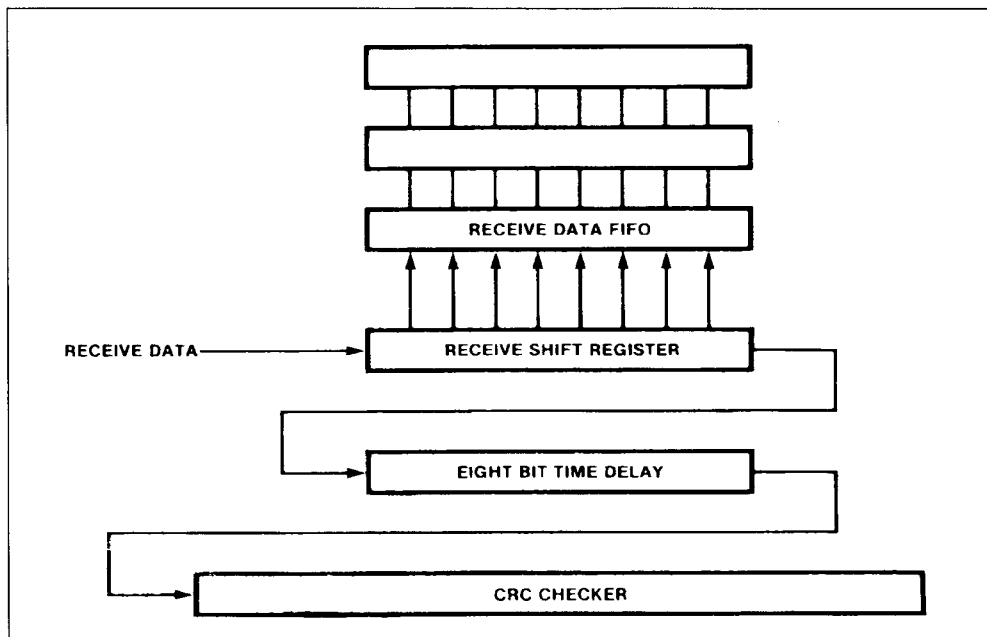 RECEIVE DATA FIFO
RECEIVE DATA
RECEIVE SHIFT REGISTER
EIGHT BIT TIME DELAY
CRC CHECKER